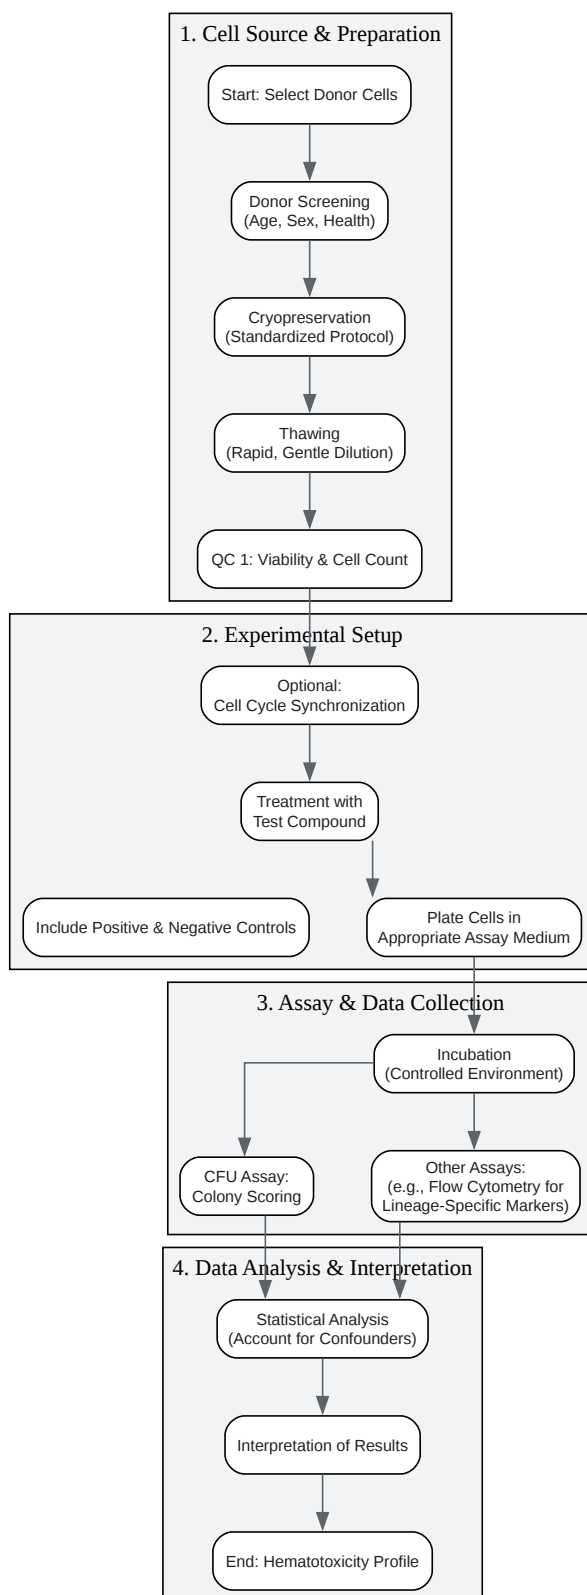 1. Cell Source & Preparation
Start: Select Donor Cells
Donor Screening
(Age, Sex, Health)
Cryopreservation
(Standardized Protocol)
Thawing
(Rapid, Gentle Dilution)
QC 1: Viability & Cell Count
2. Experimental Setup
Optional:
Cell Cycle Synchronization
Treatment with
Test Compound
Include Positive & Negative Controls
Plate Cells in
Appropriate Assay Medium
3. Assay & Data Collection
Incubation
(Controlled Environment)
CFU Assay:
Colony Scoring
Other Assays:
(e.g., Flow Cytometry for
Lineage-Specific Markers)
4. Data Analysis & Interpretation
Statistical Analysis
(Account for Confounders)
Interpretation of Results
End: Hematotoxicity Profile